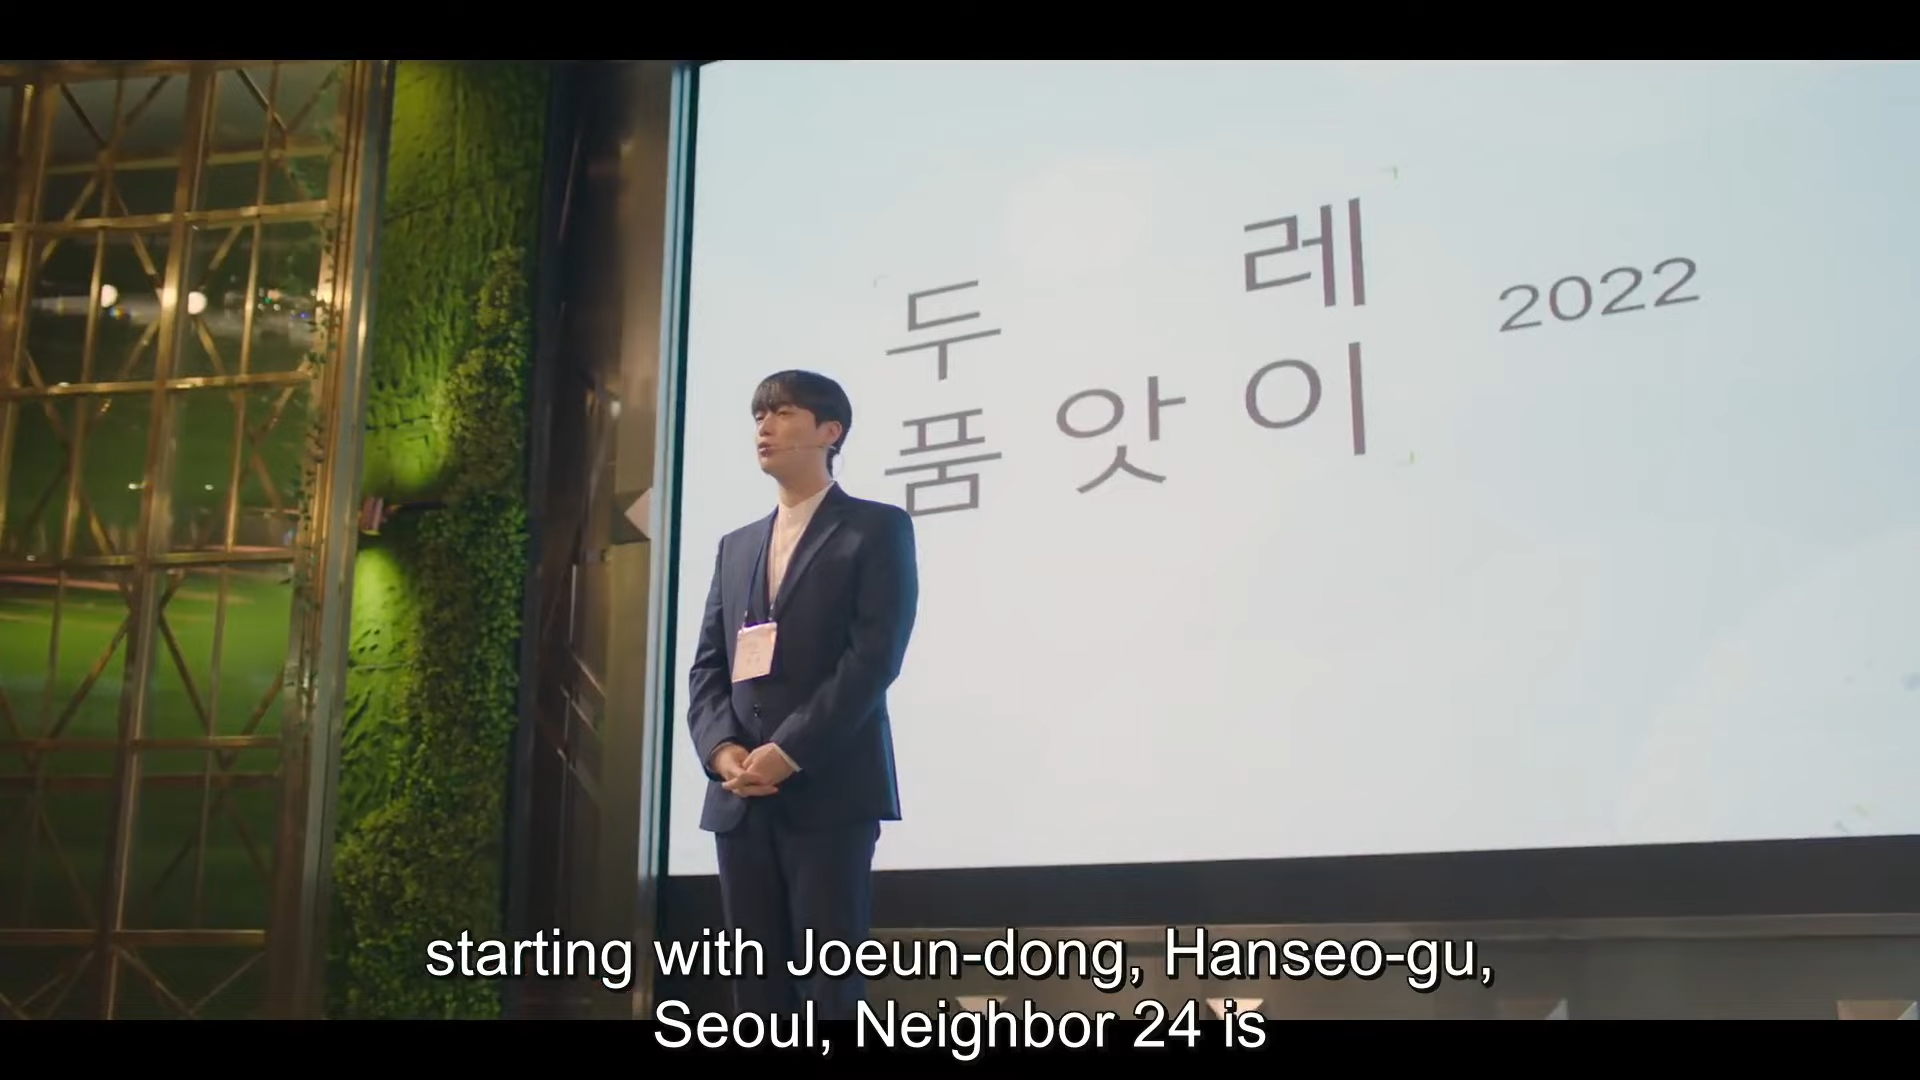 두 레
품앗이
2022
starting with Joeun-dong, Hanseo-gu,
Seoul, Neighbor 24 is